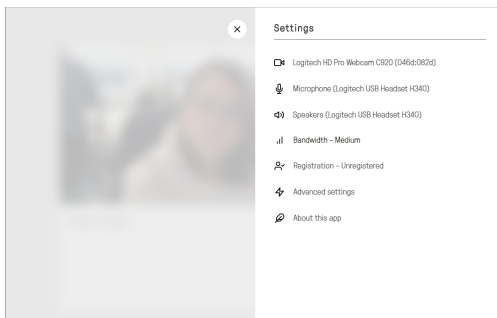 Settings
Logitech HD Pro Webcam C920 (046d:082d)
Microphone (Logitech USB Headset H340)
Speakers (Logitech USB Headset H340)
Bandwidth - Medium
Registration - Unregistered
Advanced settings
About this app